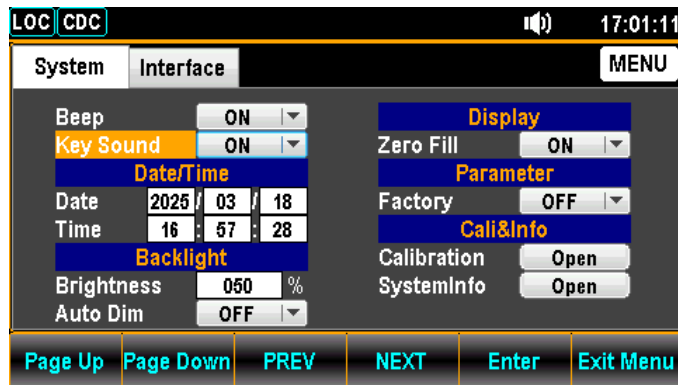 LOC CDC 17:01:11
System Interface MENU
Beep ON
Key Sound ON
Date/Time
Date 2025 / 03 / 18
Time 16 : 57 : 28
Backlight
Brightness 050 %
Auto Dim OFF
Display
Zero Fill ON
Parameter
Factory OFF
Cali&Info
Calibration Open
SystemInfo Open
Page Up Page Down PREV NEXT Enter Exit Menu